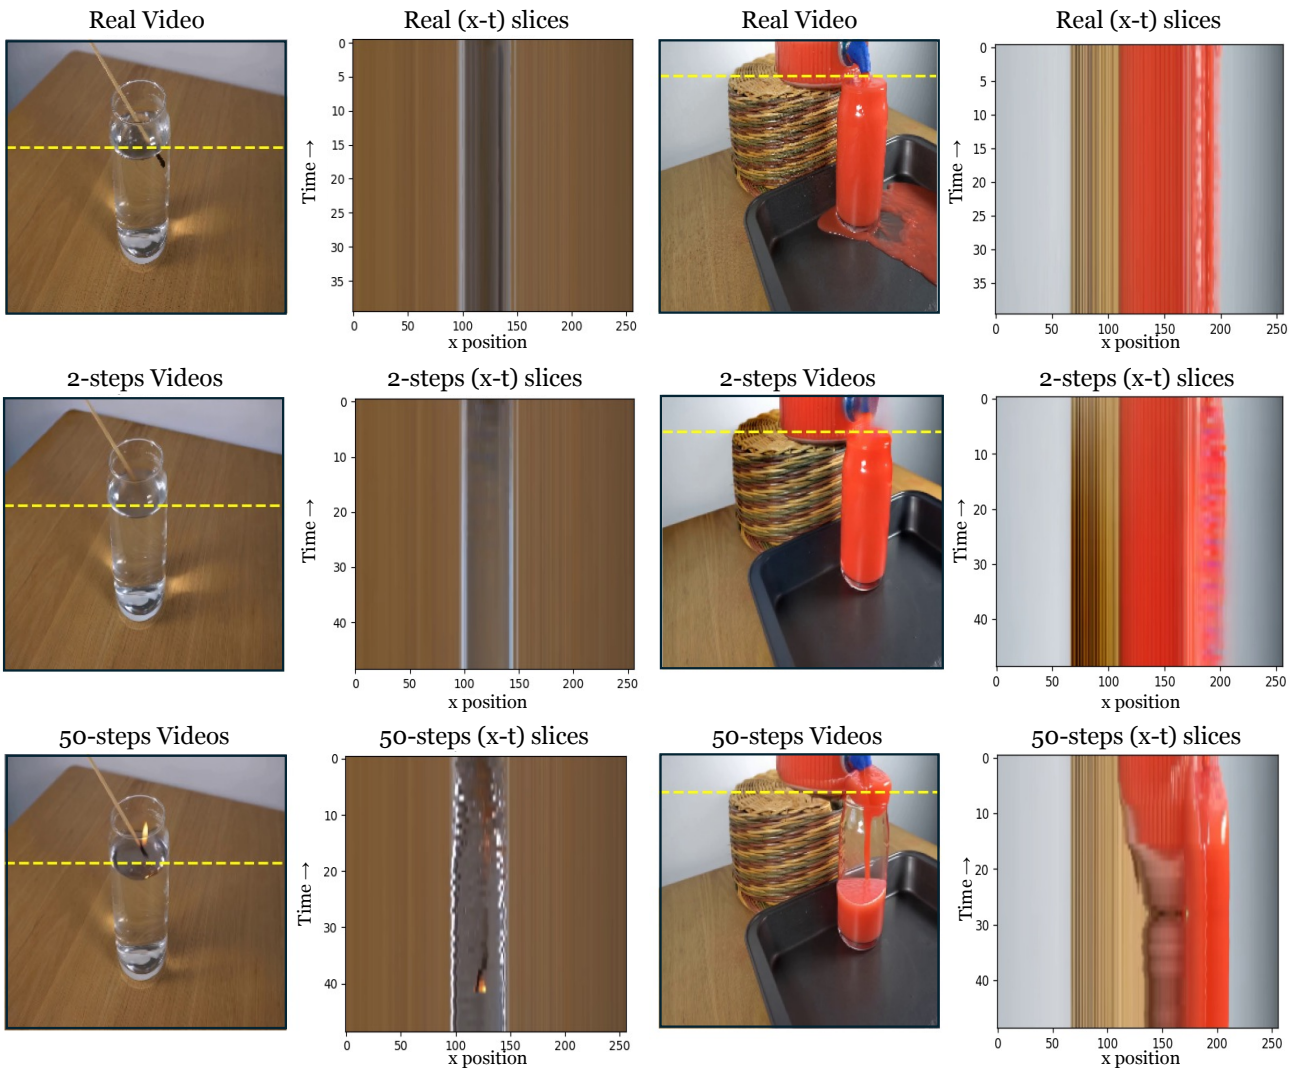 Real Video
Real (x-t) slices
Real Video
Real (x-t) slices
0
5
10
15
20
25
30
35
Time →
0 50 100 150 200 250
x position
0
5
10
15
20
25
30
35
Time →
0 50 100 150 200 250
x position
2-steps Videos
2-steps (x-t) slices
2-steps Videos
2-steps (x-t) slices
0
10
20
30
40
Time →
0 50 100 150 200 250
x position
0
10
20
30
40
Time →
0 50 100 150 200 250
x position
50-steps Videos
50-steps (x-t) slices
50-steps Videos
50-steps (x-t) slices
0
10
20
30
40
Time →
0 50 100 150 200 250
x position
0
10
20
30
40
Time →
0 50 100 150 200 250
x position